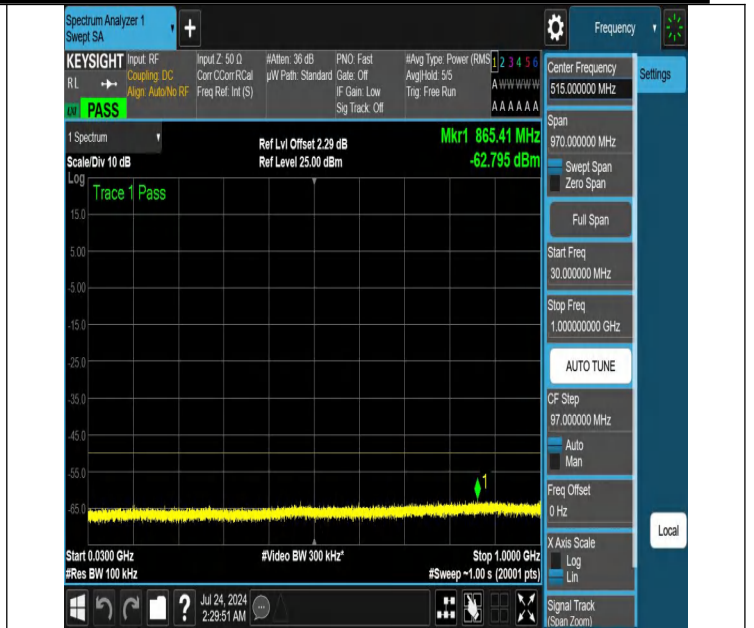 Spectrum Analyzer 1
Swept SA
+
Frequency
KEYSIGHT
RL
PASS
Input: RF
Coupling: DC
Align: Auto/No RF
Input Z: 50 Ω
Corr CCorr RCal
Freq Ref: Int (S)
#Atten: 36 dB
µW Path: Standard
PNO: Fast
Gate: Off
IF Gain: Low
Sig Track: Off
#Avg Type: Power (RMS
Avg|Hold: 5/5
Trig: Free Run
1 2 3 4 5 6
A W W W W W
A A A A A A
1 Spectrum
Scale/Div 10 dB
Log
Ref Lvl Offset 2.29 dB
Ref Level 25.00 dBm
Mkr1 865.41 MHz
-62.795 dBm
Trace 1 Pass
15.0
5.00
-5.00
-15.0
-25.0
-35.0
-45.0
-55.0
-65.0
1
Start 0.0300 GHz
#Res BW 100 kHz
#Video BW 300 kHz*
Stop 1.0000 GHz
#Sweep ~1.00 s (20001 pts)
?
Jul 24, 2024
2:29:51 AM
Center Frequency
515.000000 MHz
Span
970.000000 MHz
Swept Span
Zero Span
Full Span
Start Freq
30.000000 MHz
Stop Freq
1.000000000 GHz
AUTO TUNE
CF Step
97.000000 MHz
Auto
Man
Freq Offset
0 Hz
X Axis Scale
Log
Lin
Signal Track
(Span Zoom)
Settings
Local